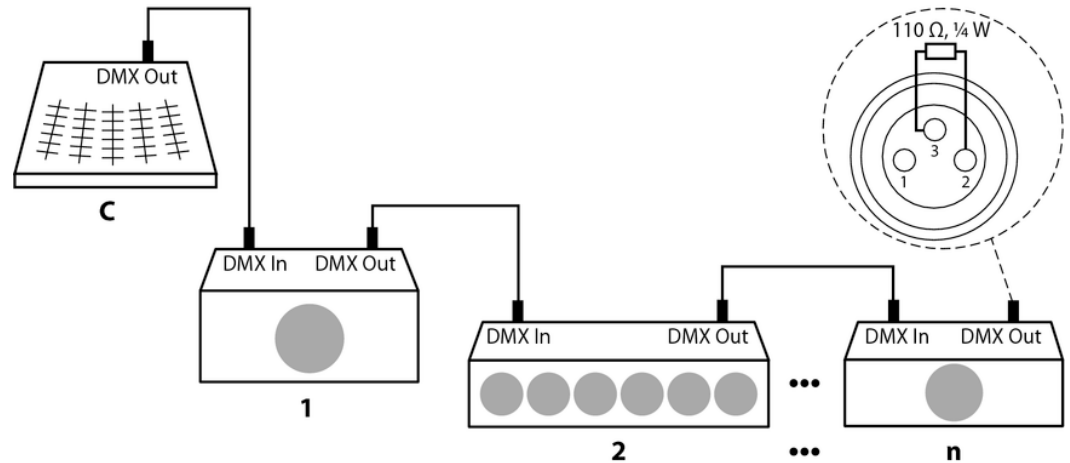 DMX Out
C
DMX In DMX Out
1
DMX In DMX Out
2
••• 
•••
DMX In DMX Out
n
110 Ω, ¼ W
3
1 2